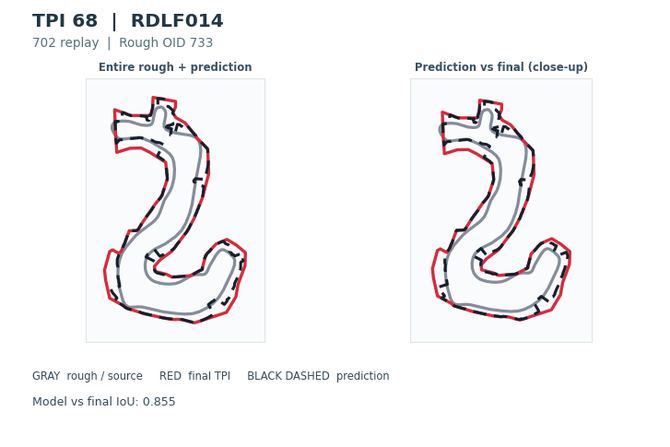 TPI 68 | RDLF014
702 replay | Rough OID 733
Entire rough + prediction
Prediction vs final (close-up)
GRAY rough / source RED final TPI BLACK DASHED prediction
Model vs final IoU: 0.855